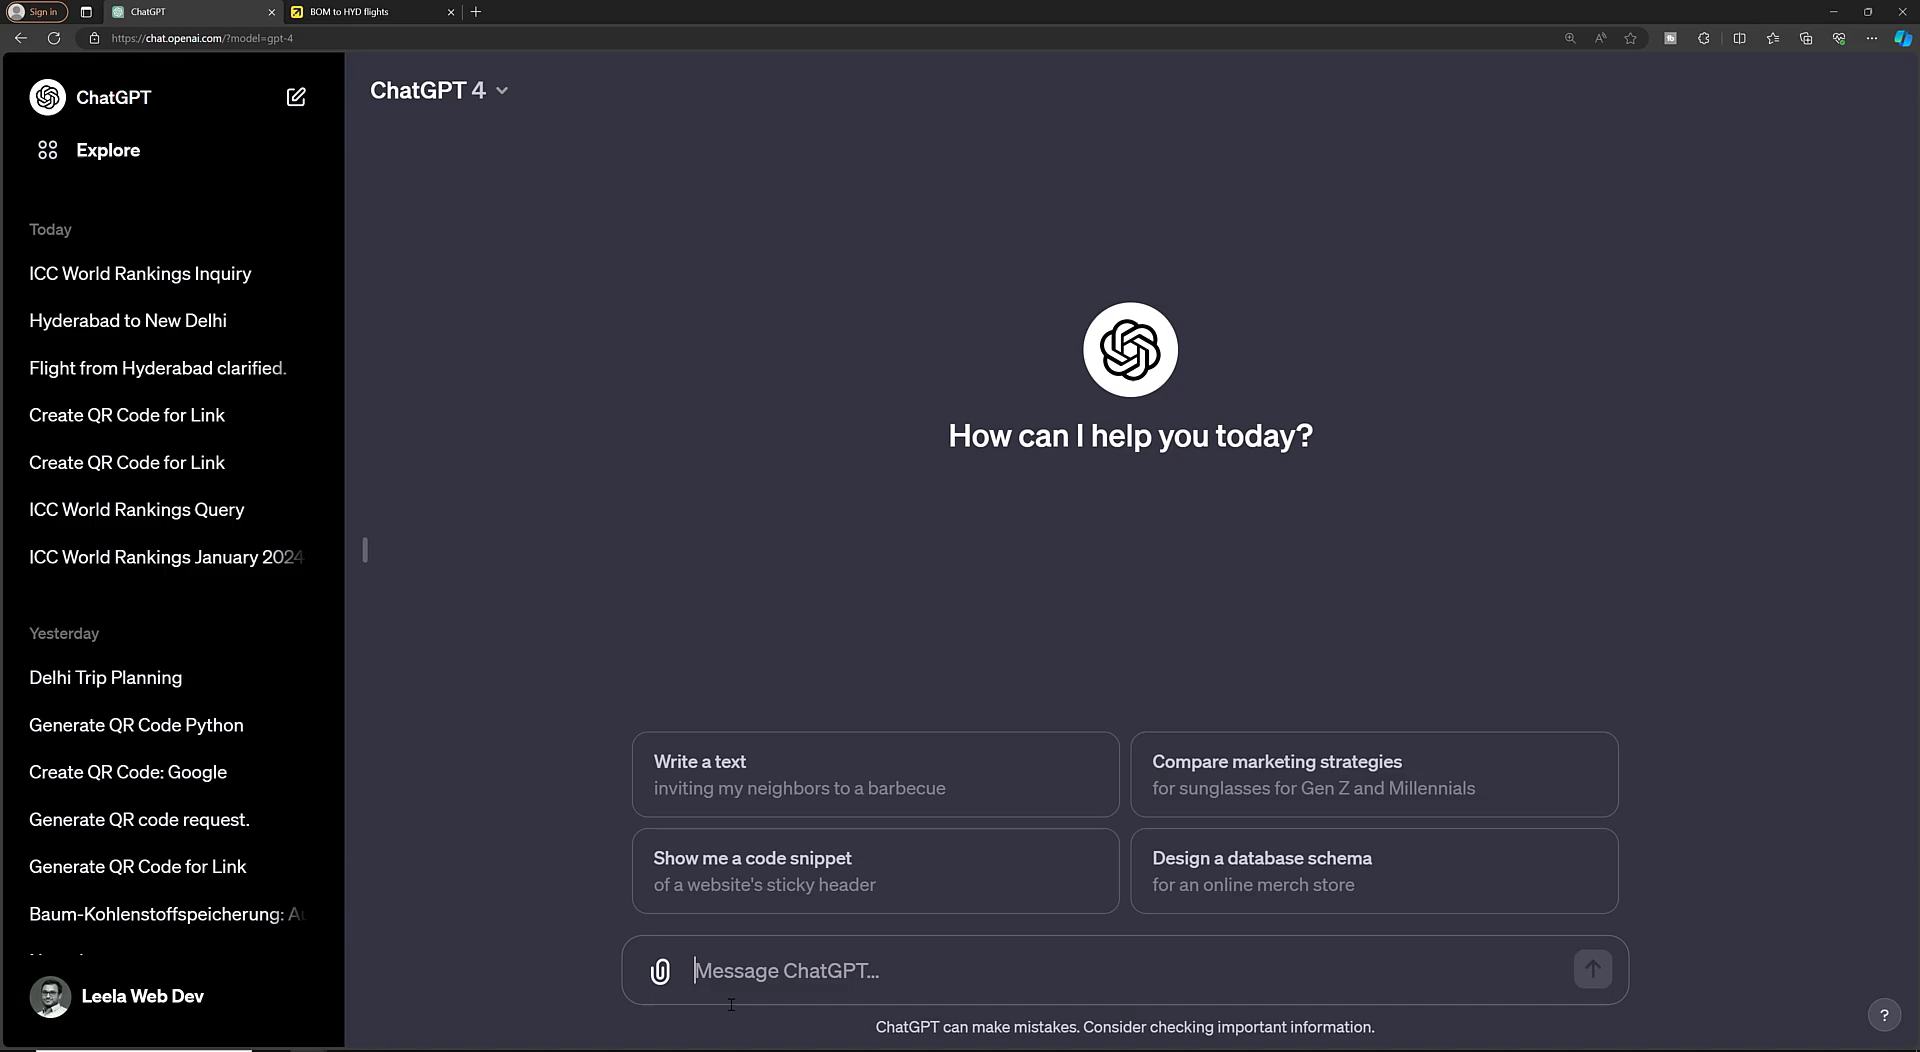 Sign in
ChatGPT
BOM to HYD flights
https://chat.openai.com/?model=gpt-4
ChatGPT
Explore
Today
ICC World Rankings Inquiry
Hyderabad to New Delhi
Flight from Hyderabad clarified.
Create QR Code for Link
Create QR Code for Link
ICC World Rankings Query
ICC World Rankings January 2024
Yesterday
Delhi Trip Planning
Generate QR Code Python
Create QR Code: Google
Generate QR code request.
Generate QR Code for Link
Baum-Kohlenstoffspeicherung:
Leela Web Dev
ChatGPT 4
How can I help you today?
Write a text
inviting my neighbors to a barbecue
Compare marketing strategies
for sunglasses for Gen Z and Millennials
Show me a code snippet
of a website's sticky header
Design a database schema
for an online merch store
Message ChatGPT...
ChatGPT can make mistakes. Consider checking important information.
?